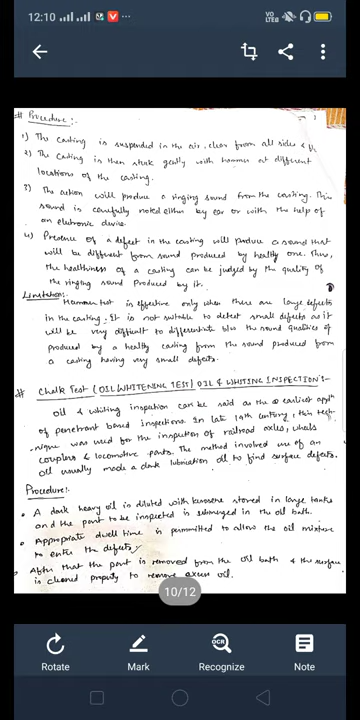 12:10
VO LTE
# Procedure :-
1) The casting is suspended in the air, clear from all sides &
2) The casting is then struk gently with hammer at different
locations of the casting.
3) The action will produce a ringing sound from the casting. This
sound is carefully noted either by ear or with the help of
an eletronic device.
4) Presence of a defect in the casting will produce a sound that
will be different from sound produced by healthy one. Thus,
the healthiness of a casting can be judged by the quality of
the ringing sound produced by it.
Limitation:-
Hammer test is effective only when there are large defects
in the casting. It is not suitable to detect small defects as it
will be very difficult to differentiate b/w the sound qualities of
produced by a healthy casting from the sound produced from
a casting having very small defects.
# Chalk Test (OIL WHITENING TEST) OIL & WHITING INSPECTION :-
Oil & whiting inspection can be said as the earliest
of penetrant based inspections. In late 19th century, this tech
nique was used for the inspection of railroad axles, whels
couplers & locomotive parts. The method involved use of an
oil usually made a dark lubrication oil to find surface defects.
Procedure:-
• A dark heavy oil is diluted with kerosene stored in large tanks
and the part to be inspected is submerged in the oil bath.
• Appropriate dwell time is permitted to allow the oil mixture
to enter the defects.
• After that the part is removed from the oil bath & the surface
is cleaned properly to remove excess oil.
10/12
Rotate
Mark
OCR
Recognize
Note